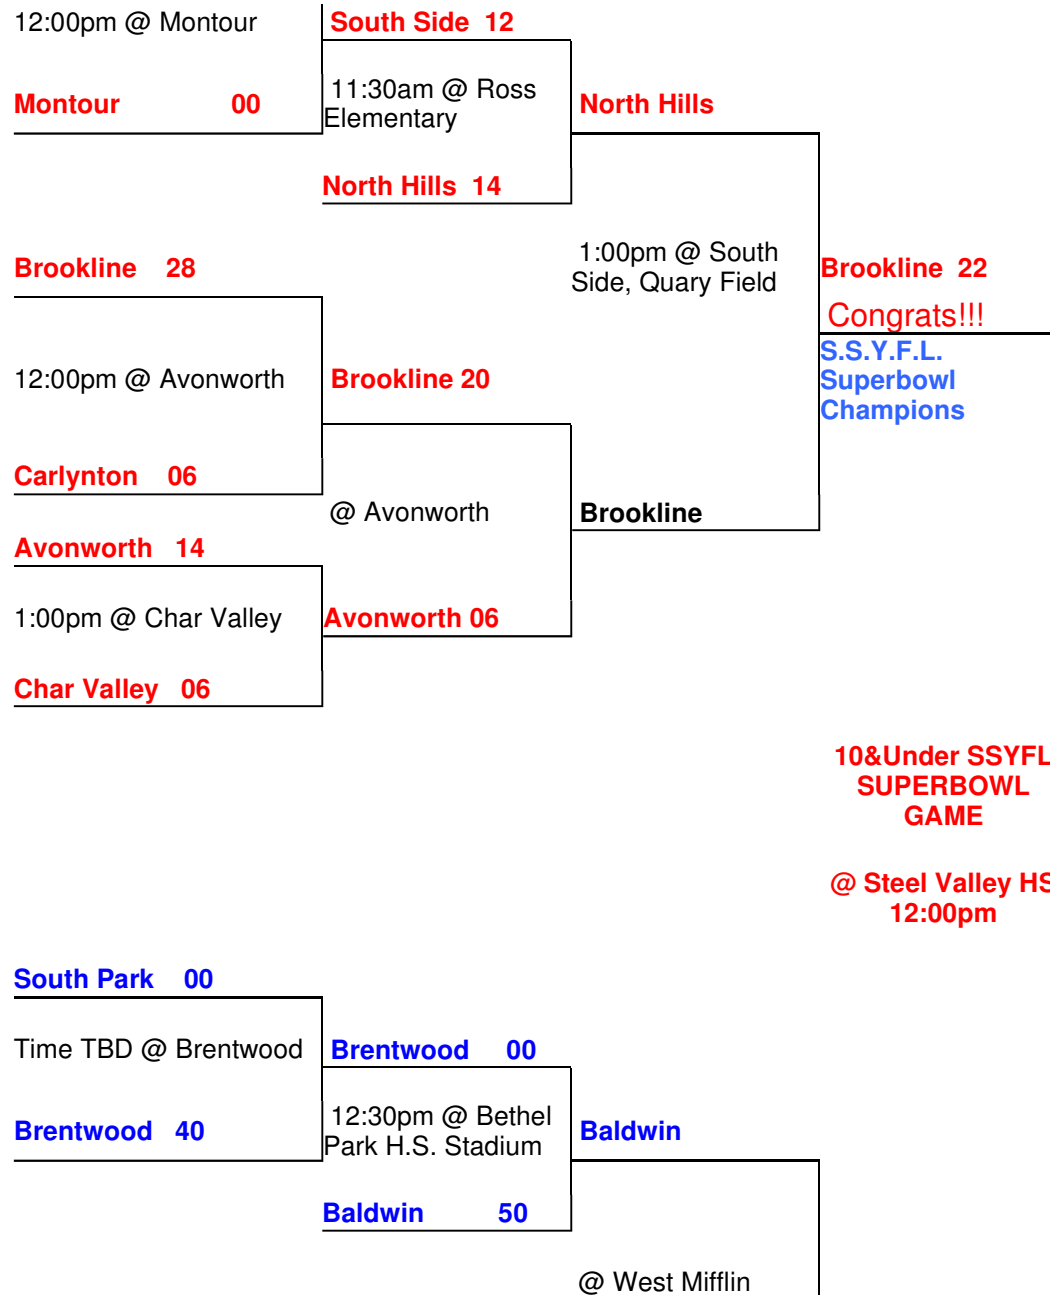 12:00pm @ Montour
South Side 12
11:30am @ Ross
Elementary
Montour 00
North Hills
North Hills 14
1:00pm @ South
Side, Quary Field
Brookline 28
Brookline 22
Congrats!!!
S.S.Y.F.L.
Superbowl
Champions
12:00pm @ Avonworth
Brookline 20
Carlynton 06
@ Avonworth
Brookline
Avonworth 14
1:00pm @ Char Valley
Avonworth 06
Char Valley 06
10&Under SSYFL
SUPERBOWL
GAME
@ Steel Valley HS
12:00pm
South Park 00
Time TBD @ Brentwood
Brentwood 00
12:30pm @ Bethel
Park H.S. Stadium
Brentwood 40
Baldwin
Baldwin 50
@ West Mifflin